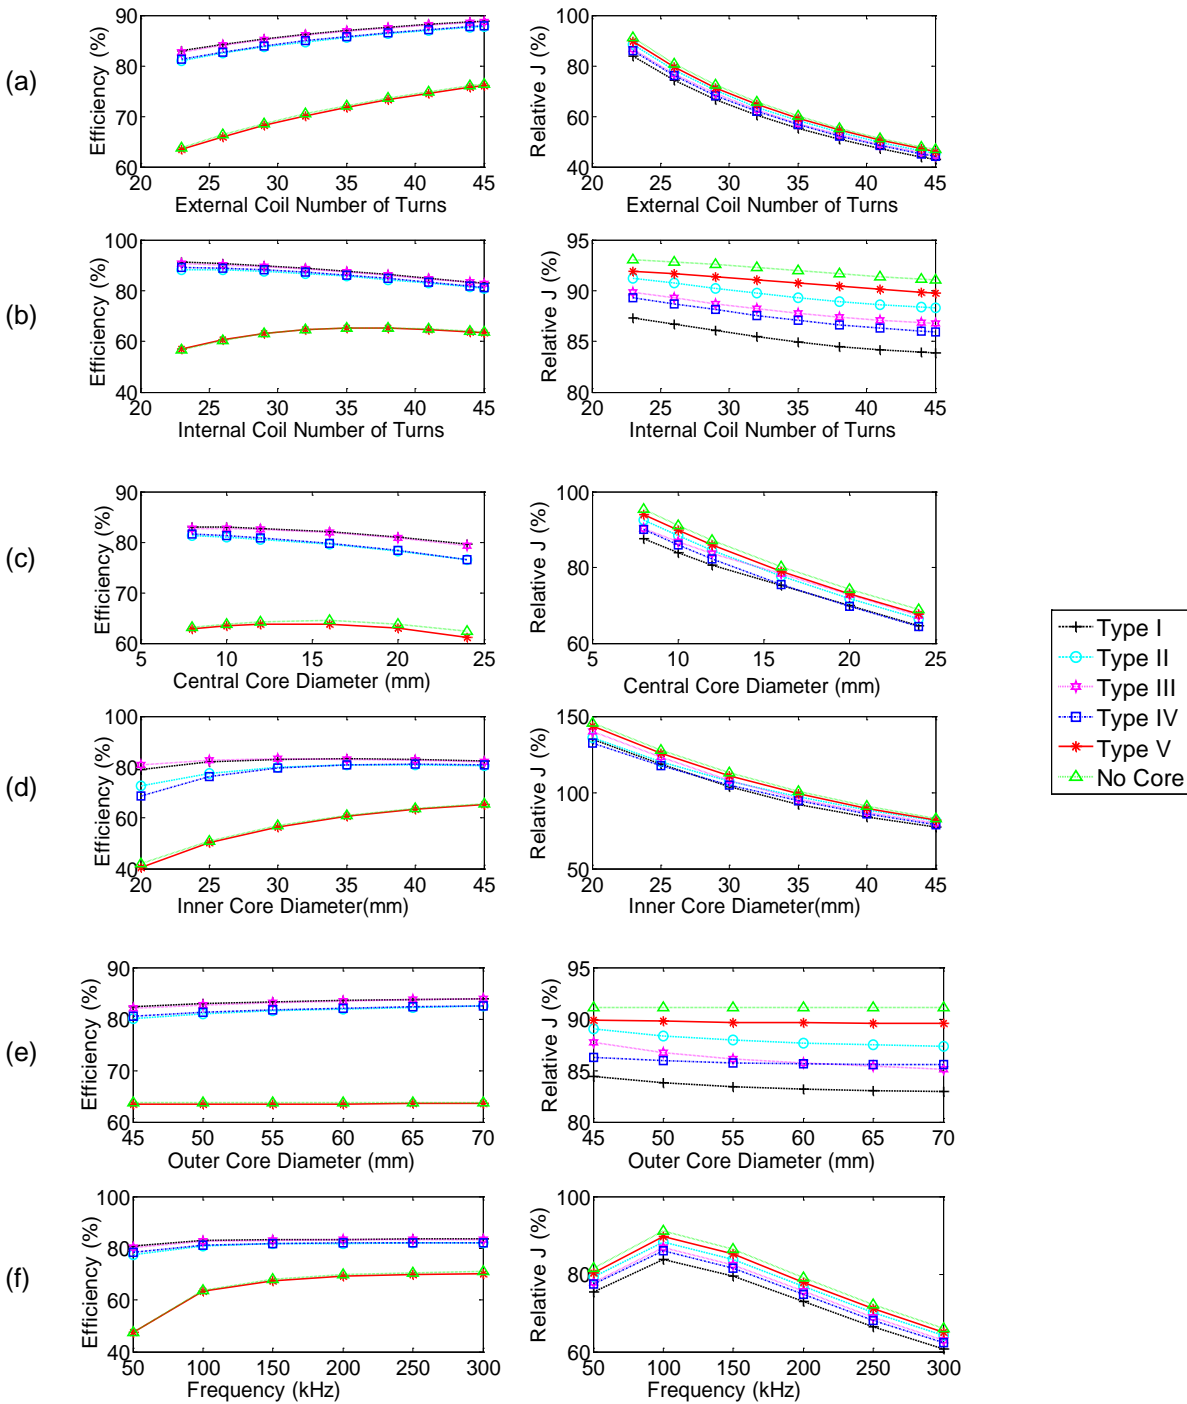 (a)
Efficiency (%)
90
80
70
60
20 25 30 35 40 45
External Coil Number of Turns
Relative J (%)
100
80
60
40
20 25 30 35 40 45
External Coil Number of Turns
(b)
Efficiency (%)
100
80
60
40
20 25 30 35 40 45
Internal Coil Number of Turns
Relative J (%)
95
90
85
80
20 25 30 35 40 45
Internal Coil Number of Turns
(c)
Efficiency (%)
90
80
70
60
5 10 15 20 25
Central Core Diameter (mm)
Relative J (%)
100
80
60
5 10 15 20 25
Central Core Diameter (mm)
(d)
Efficiency (%)
100
80
60
40
20 25 30 35 40 45
Inner Core Diameter(mm)
Relative J (%)
150
100
50
20 25 30 35 40 45
Inner Core Diameter (mm)
(e)
Efficiency (%)
90
80
70
60
45 50 55 60 65 70
Outer Core Diameter (mm)
Relative J (%)
95
90
85
80
45 50 55 60 65 70
Outer Core Diameter (mm)
(f)
Efficiency (%)
100
80
60
40
50 100 150 200 250 300
Frequency (kHz)
Relative J (%)
100
80
60
50 100 150 200 250 300
Frequency (kHz)
Type I
Type II
Type III
Type IV
Type V
No Core